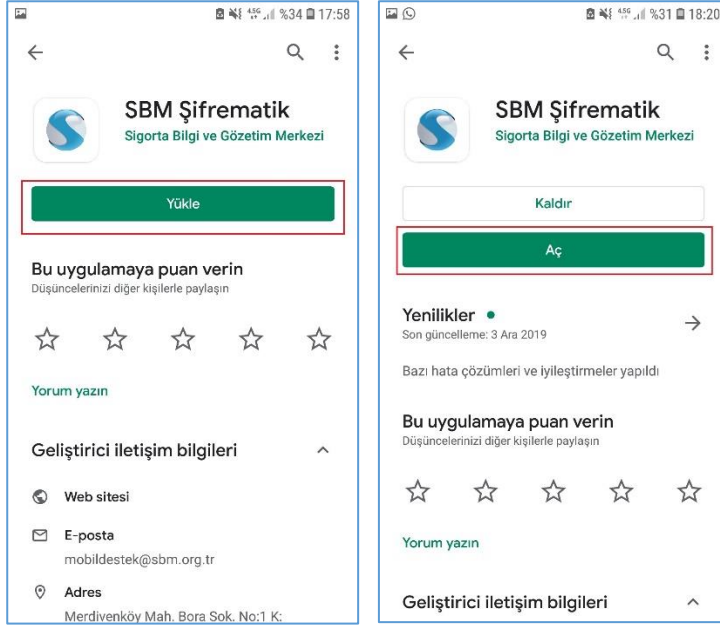 %34 17:58
SBM Şifrematik
Sigorta Bilgi ve Gözetim Merkezi
Yükle
Bu uygulamaya puan verin
Düşüncelerinizi diğer kişilerle paylaşın
Yorum yazın
Geliştirici iletişim bilgileri
Web sitesi
E-posta
mobildestek@sbm.org.tr
Adres
Merdivenköy Mah. Bora Sok. No:1 K:
%31 18:20
SBM Şifrematik
Sigorta Bilgi ve Gözetim Merkezi
Kaldır
Aç
Yenilikler
Son güncelleme: 3 Ara 2019
Bazı hata çözümleri ve iyileştirmeler yapıldı
Bu uygulamaya puan verin
Düşüncelerinizi diğer kişilerle paylaşın
Yorum yazın
Geliştirici iletişim bilgileri